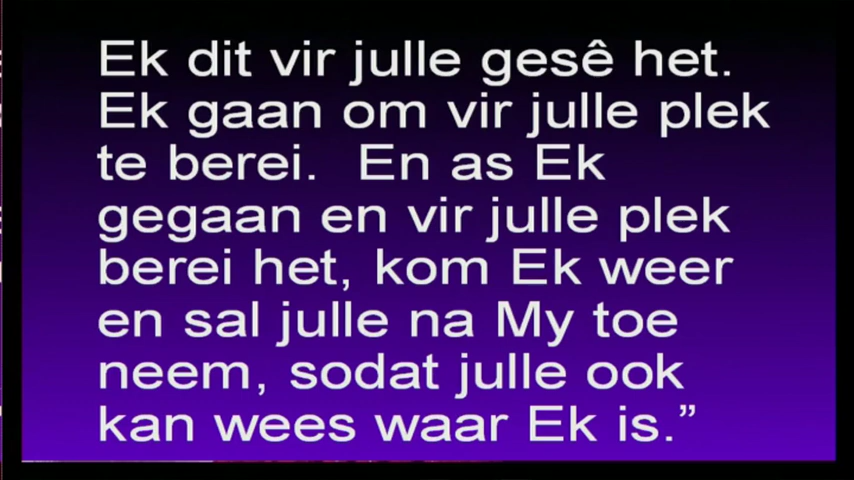 Ek dit vir julle gesê het.
Ek gaan om vir julle plek
te berei.  En as Ek
gegaan en vir julle plek
berei het, kom Ek weer
en sal julle na My toe
neem, sodat julle ook
kan wees waar Ek is.”